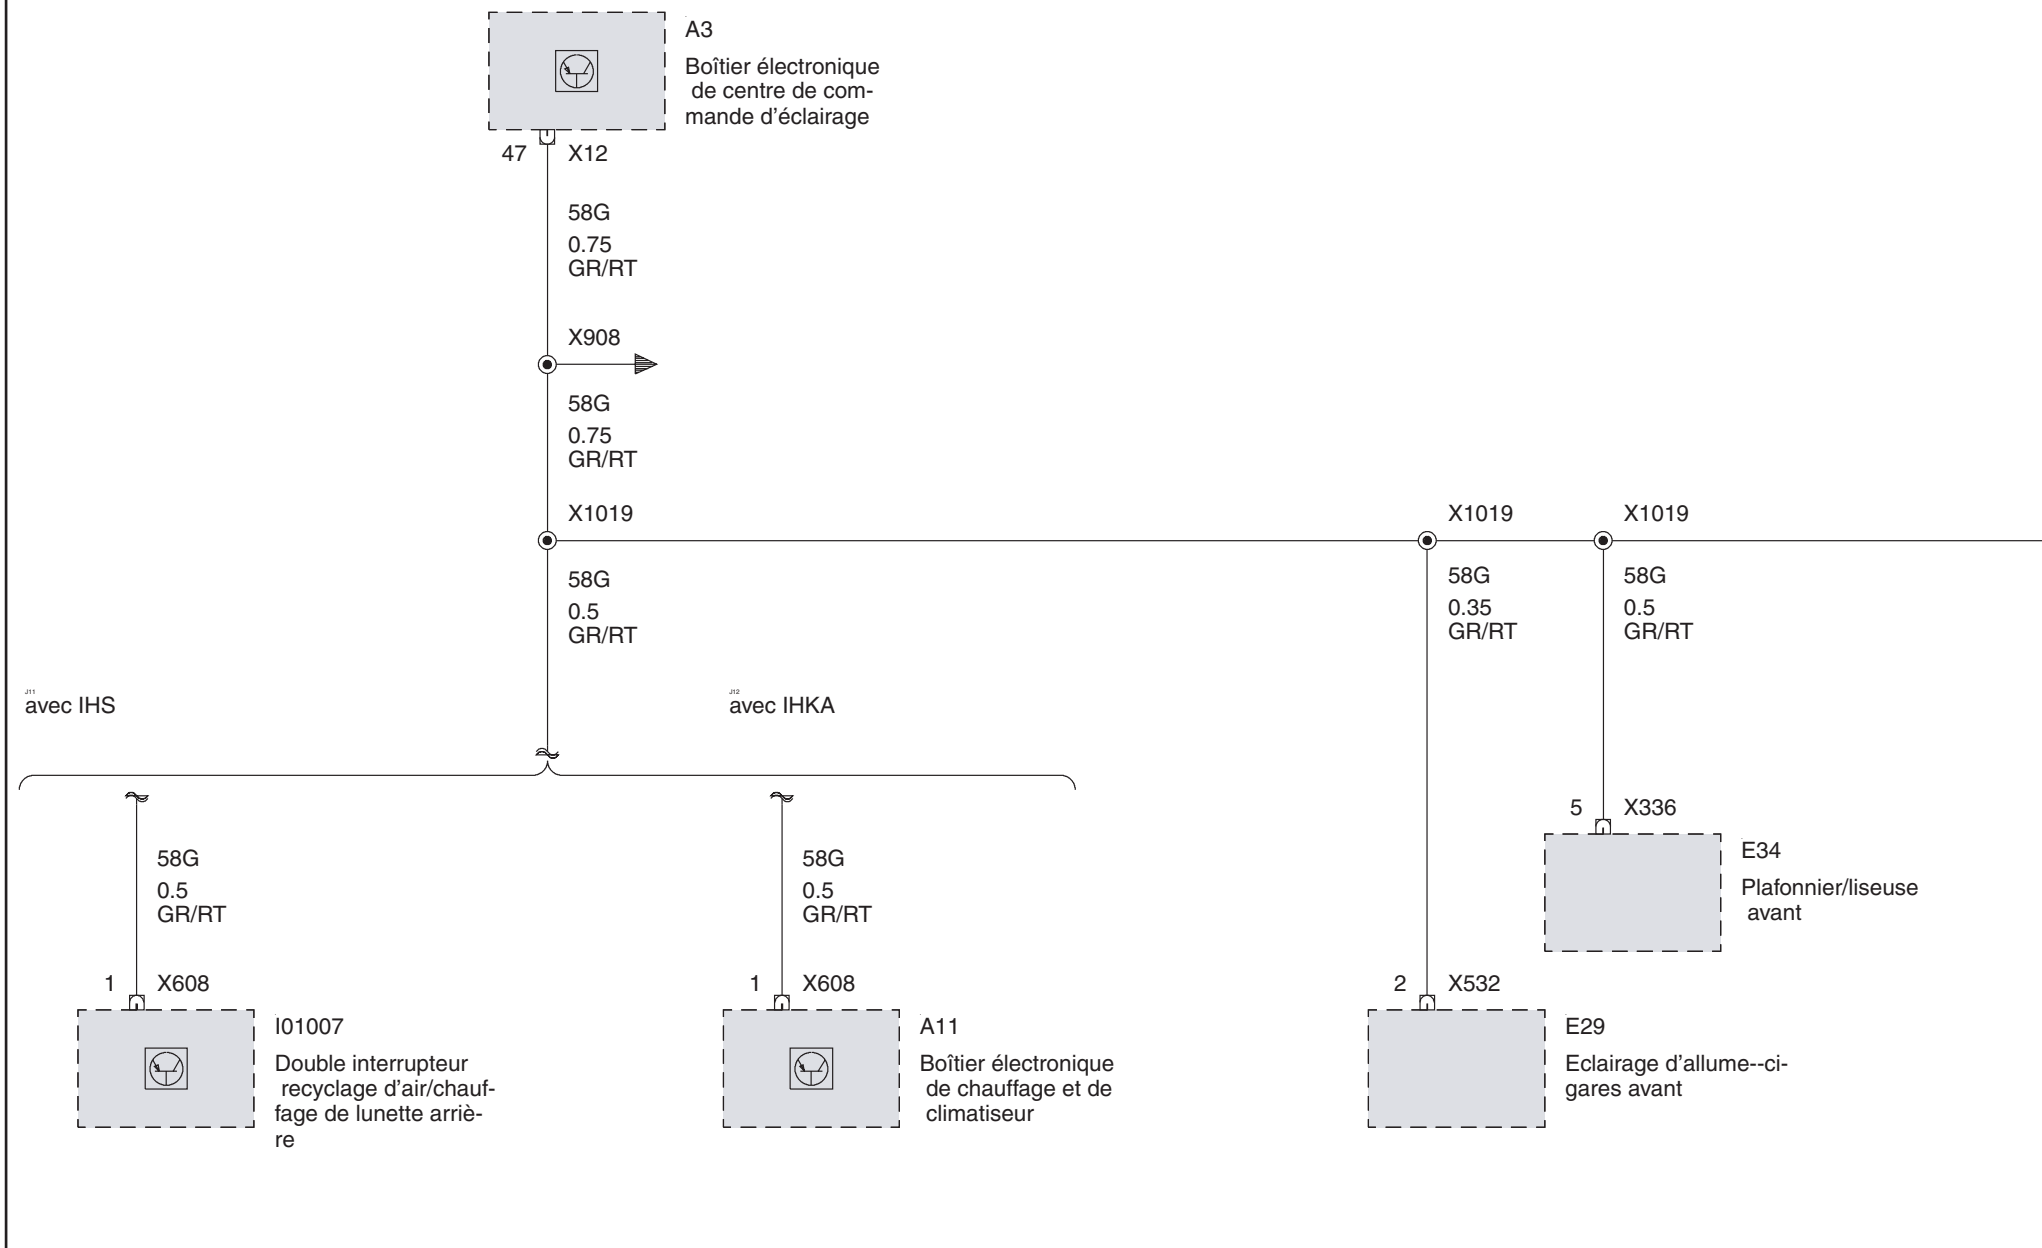 A3
Boîtier électronique
de centre de com-
mande d'éclairage
47 X12
58G
0.75
GR/RT
X908
58G
0.75
GR/RT
X1019 X1019 X1019
58G
0.5
GR/RT
58G
0.35
GR/RT
58G
0.5
GR/RT
J11
avec IHS
J12
avec IHKA
58G
0.5
GR/RT
58G
0.5
GR/RT
5 X336
E34
Plafonnier/liseuse
avant
1 X608
I01007
Double interrupteur
recyclage d'air/chauf-
fage de lunette arriè-
re
1 X608
A11
Boîtier électronique
de chauffage et de
climatiseur
2 X532
E29
Eclairage d'allume--ci-
gares avant